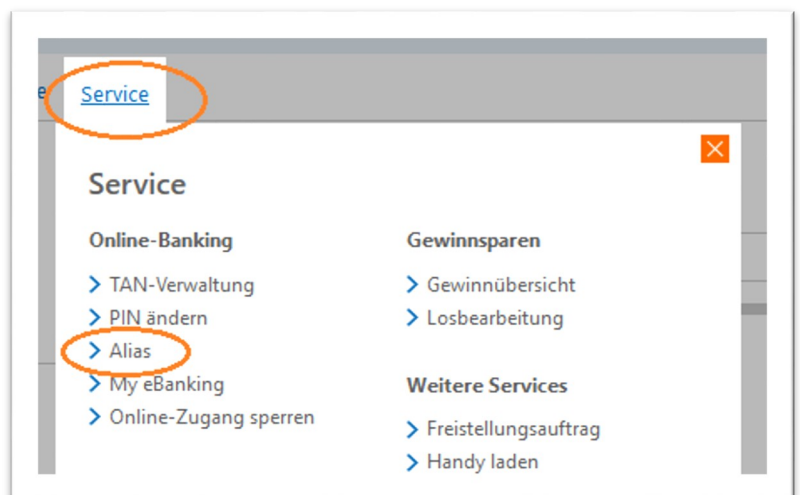 e Service
Service
Online-Banking
TAN-Verwaltung
PIN ändern
Alias
My eBanking
Online-Zugang sperren
Gewinnsparen
Gewinnübersicht
Losbearbeitung
Weitere Services
Freistellungsauftrag
Handy laden